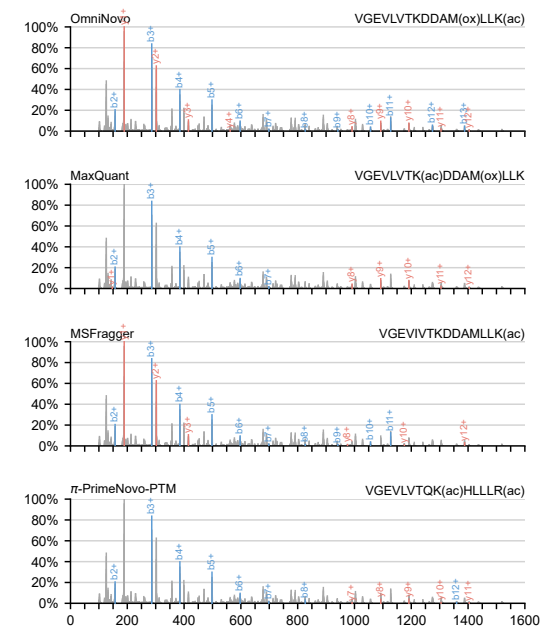 OmniNovo VGEVLVTKDDAM(ox)LLK(ac)
100%
80%
60%
40%
20%
0%
b2+ b3+ y2+ b4+ y3+ b5+ y4+ b6+ b7+ b8+ b9+ y8+ b10+ y9+ b11+ y10+ b12+ y11+ b13+ y12+
MaxQuant VGEVLVTK(ac)DDAM(ox)LLK
100%
80%
60%
40%
20%
0%
b2+ b3+ b4+ b5+ b6+ b7+ y8+ y9+ y10+ y11+ y12+
MSFragger VGEVIVTKDDAMLLK(ac)
100%
80%
60%
40%
20%
0%
b2+ b3+ y2+ b4+ y3+ b5+ b6+ b7+ b8+ b9+ y8+ b10+ b11+ y10+ y12+
π-PrimeNovo-PTM VGEVLVTQK(ac)HLLLR(ac)
100%
80%
60%
40%
20%
0%
b2+ b3+ b4+ b5+ b6+ b7+ b8+ y7+ y8+ y9+ y10+ b12+ y11+
0 200 400 600 800 1000 1200 1400 1600